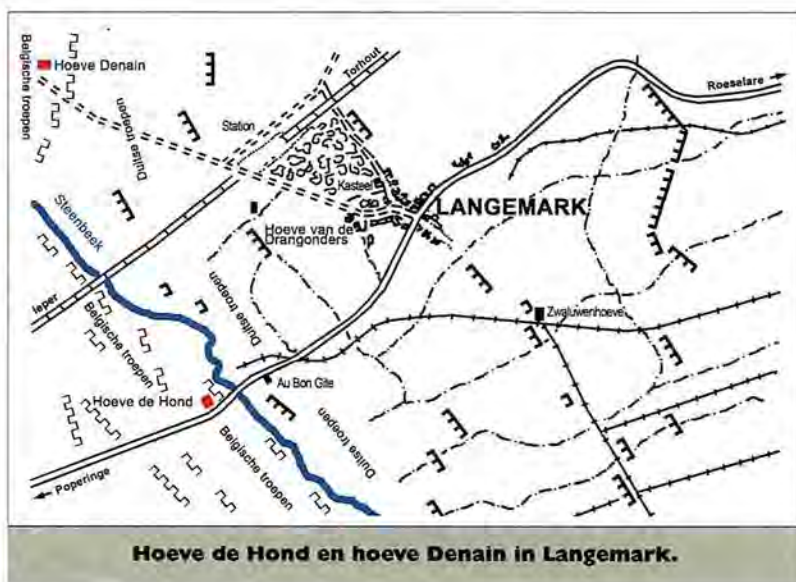 Belgische troepen
Hoeve Denain
Duitse troepen
Torhout
Roeselare
Station
Kasteel
LANGEMARK
Hoeve van de
Drangonders
Steenbeek
Ieper
Belgische troepen
Duitse troepen
Zwaluwenhoeve
Au Bon Gite
Hoeve de Hond
Duitse troepen
Belgische troepen
Poperinge
Hoeve de Hond en hoeve Denain in Langemark.